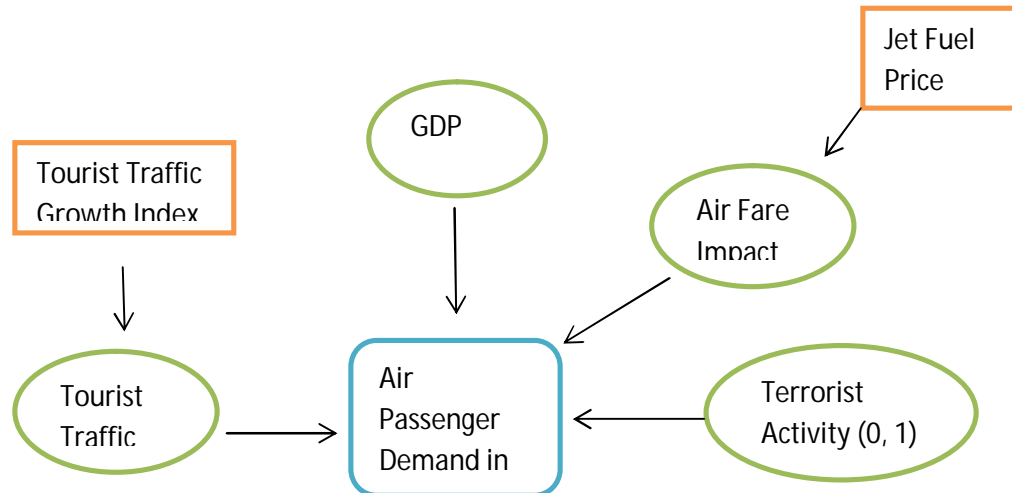 Jet Fuel
Price
GDP
Tourist Traffic
Growth Index
Air Fare
Impact
Tourist
Traffic
Air
Passenger
Demand in
Terrorist
Activity (0, 1)